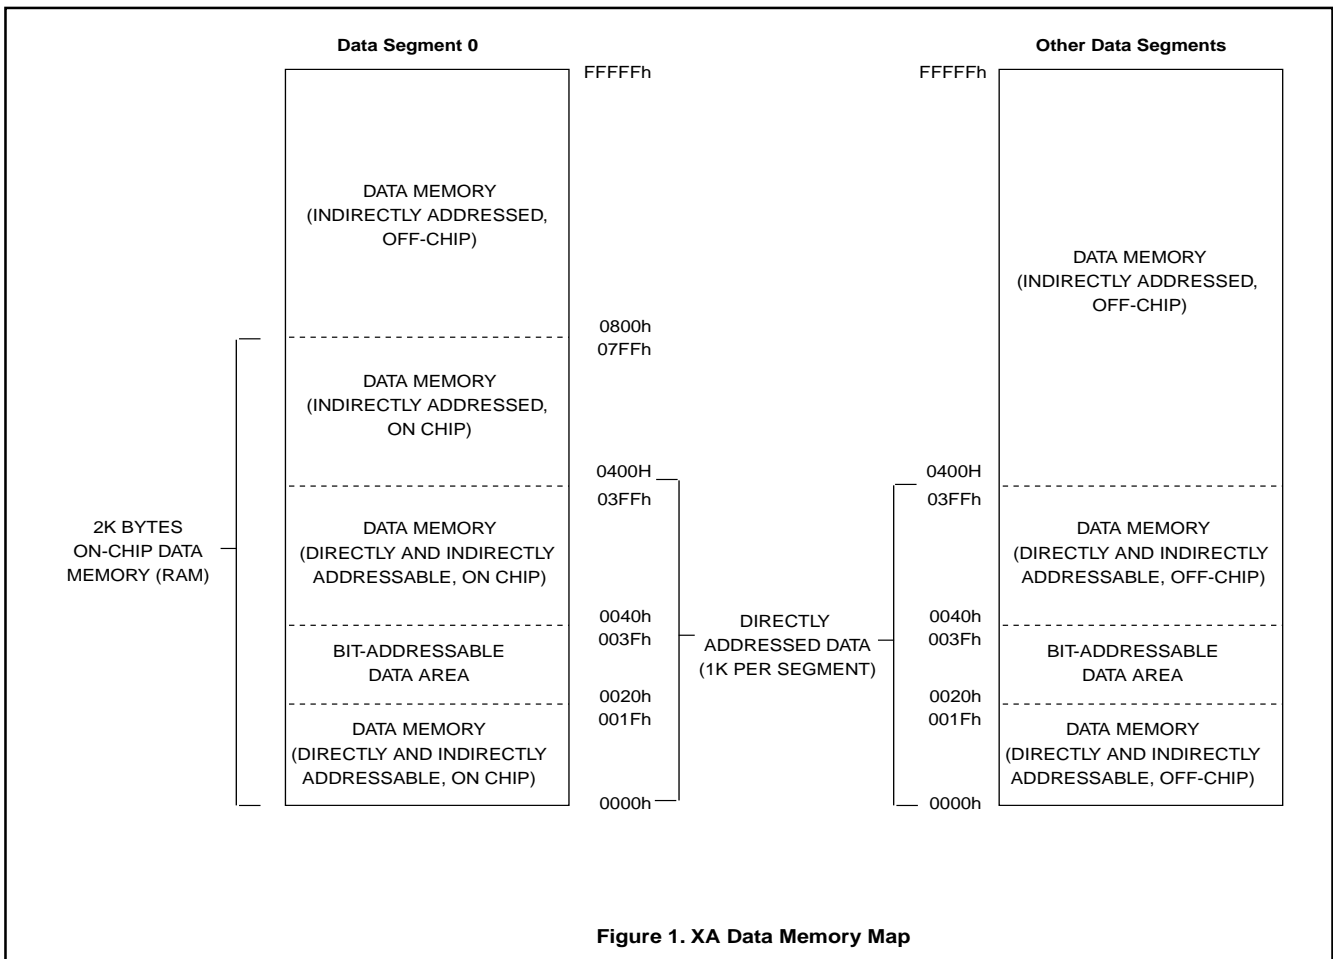 Data Segment 0
FFFFFh
DATA MEMORY
(INDIRECTLY ADDRESSED,
OFF-CHIP)
0800h
07FFh
DATA MEMORY
(INDIRECTLY ADDRESSED,
ON CHIP)
0400H
03FFh
DATA MEMORY
(DIRECTLY AND INDIRECTLY
ADDRESSABLE, ON CHIP)
0040h
003Fh
BIT-ADDRESSABLE
DATA AREA
0020h
001Fh
DATA MEMORY
(DIRECTLY AND INDIRECTLY
ADDRESSABLE, ON CHIP)
0000h
2K BYTES
ON-CHIP DATA
MEMORY (RAM)
DIRECTLY
ADDRESSED DATA
(1K PER SEGMENT)
Other Data Segments
FFFFFh
DATA MEMORY
(INDIRECTLY ADDRESSED,
OFF-CHIP)
0400H
03FFh
DATA MEMORY
(DIRECTLY AND INDIRECTLY
ADDRESSABLE, OFF-CHIP)
0040h
003Fh
BIT-ADDRESSABLE
DATA AREA
0020h
001Fh
DATA MEMORY
(DIRECTLY AND INDIRECTLY
ADDRESSABLE, OFF-CHIP)
0000h
Figure 1. XA Data Memory Map